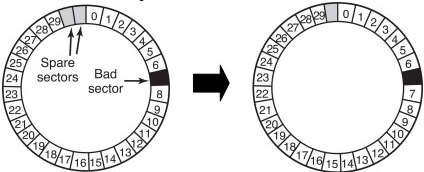 0 1 2 3 4 5 6 8 9 10 11 12 13 14 15 16 17 18 19 20 21 22 23 24 25 26 27 28 29
Spare
sectors
Bad
sector
0 1 2 3 4 5 6 7 8 9 10 11 12 13 14 15 16 17 18 19 20 21 22 23 24 25 26 27 28 29